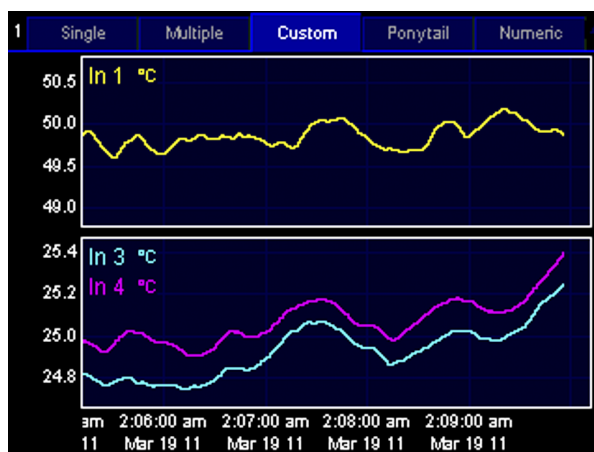 1 Single Multiple Custom Ponytail Numeric
In 1 °C
50.5
50.0
49.5
49.0
25.4
In 3 °C
In 4 °C
25.2
25.0
24.8
am 2:06:00 am 2:07:00 am 2:08:00 am 2:09:00 am
11 Mar 19 11 Mar 19 11 Mar 19 11 Mar 19 11